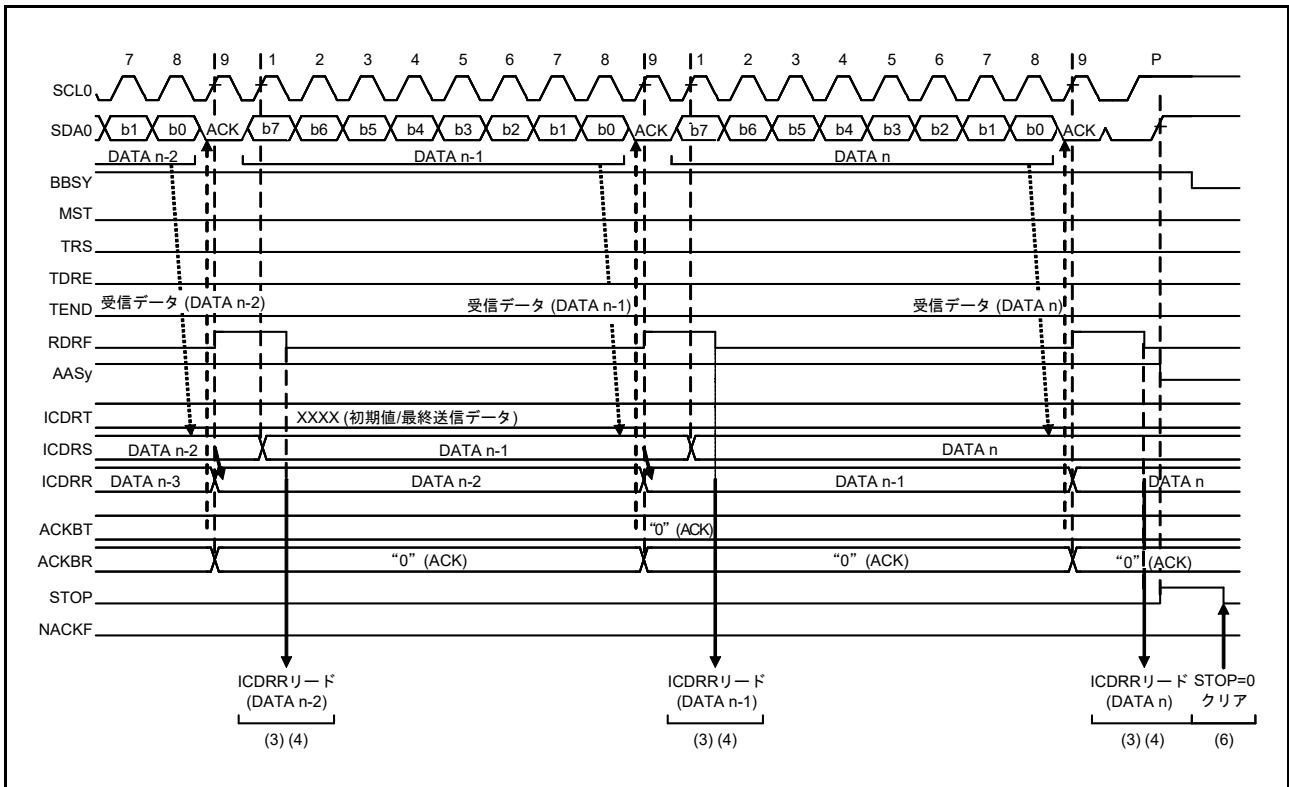 7 8 9 1 2 3 4 5 6 7 8 9 1 2 3 4 5 6 7 8 9 P
SCL0
SDA0 b1 b0 ACK b7 b6 b5 b4 b3 b2 b1 b0 ACK b7 b6 b5 b4 b3 b2 b1 b0 ACK
DATA n-2 DATA n-1 DATA n
BBSY
MST
TRS
TDRE
TEND 受信データ (DATA n-2) 受信データ (DATA n-1) 受信データ (DATA n)
RDRF
AASy
ICDRT XXXX (初期値/最終送信データ)
ICDRS DATA n-2 DATA n-1 DATA n
ICDRR DATA n-3 DATA n-2 DATA n-1 DATA n
ACKBT “0” (ACK)
ACKBR “0” (ACK) “0” (ACK) “0” (ACK)
STOP
NACKF
ICDRRリード ICDRRリード ICDRRリード STOP=0
(DATA n-2) (DATA n-1) (DATA n) クリア
(3) (4) (3) (4) (3) (4) (6)